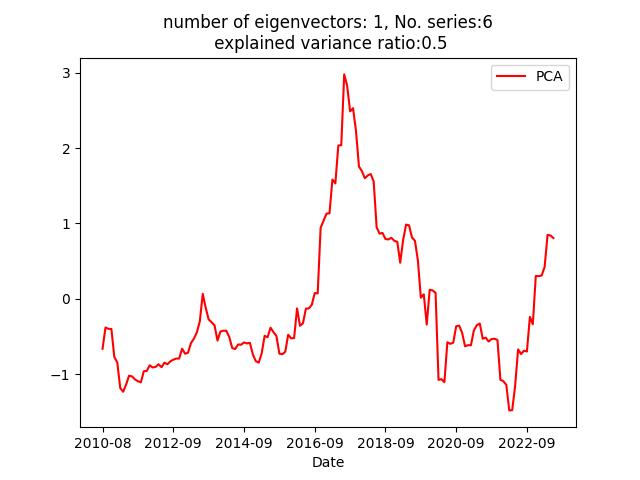 number of eigenvectors: 1, No. series:6
explained variance ratio:0.5
PCA
3
2
1
0
−1
2010-08 2012-09 2014-09 2016-09 2018-09 2020-09 2022-09
Date